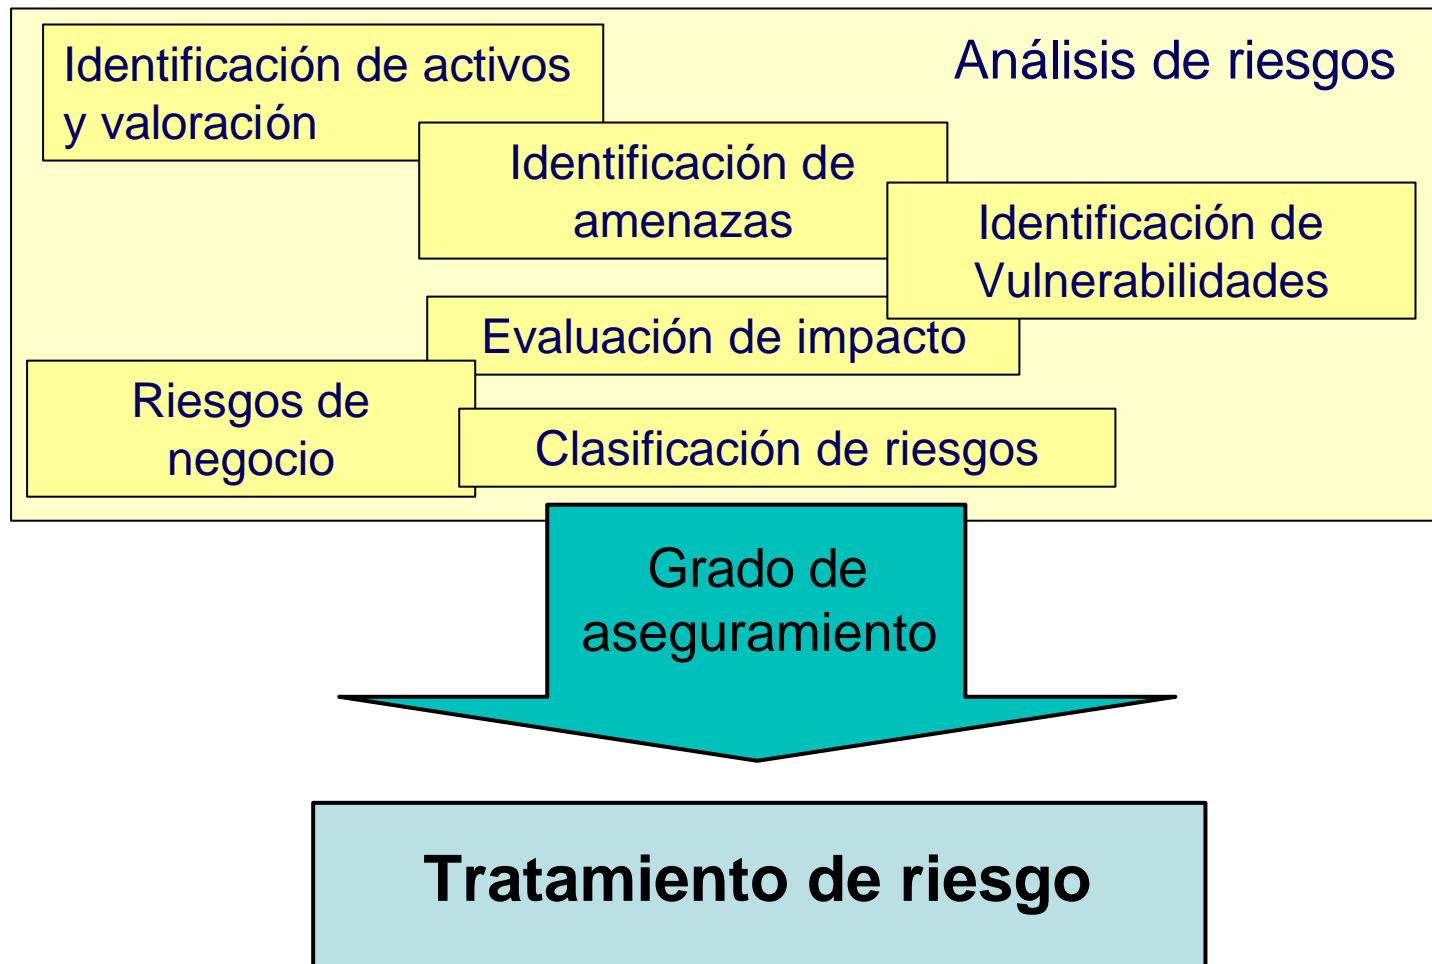 Análisis de riesgos
Identificación de activos
y valoración
Identificación de
amenazas
Identificación de
Vulnerabilidades
Evaluación de impacto
Riesgos de
negocio
Clasificación de riesgos
Grado de
aseguramiento
Tratamiento de riesgo